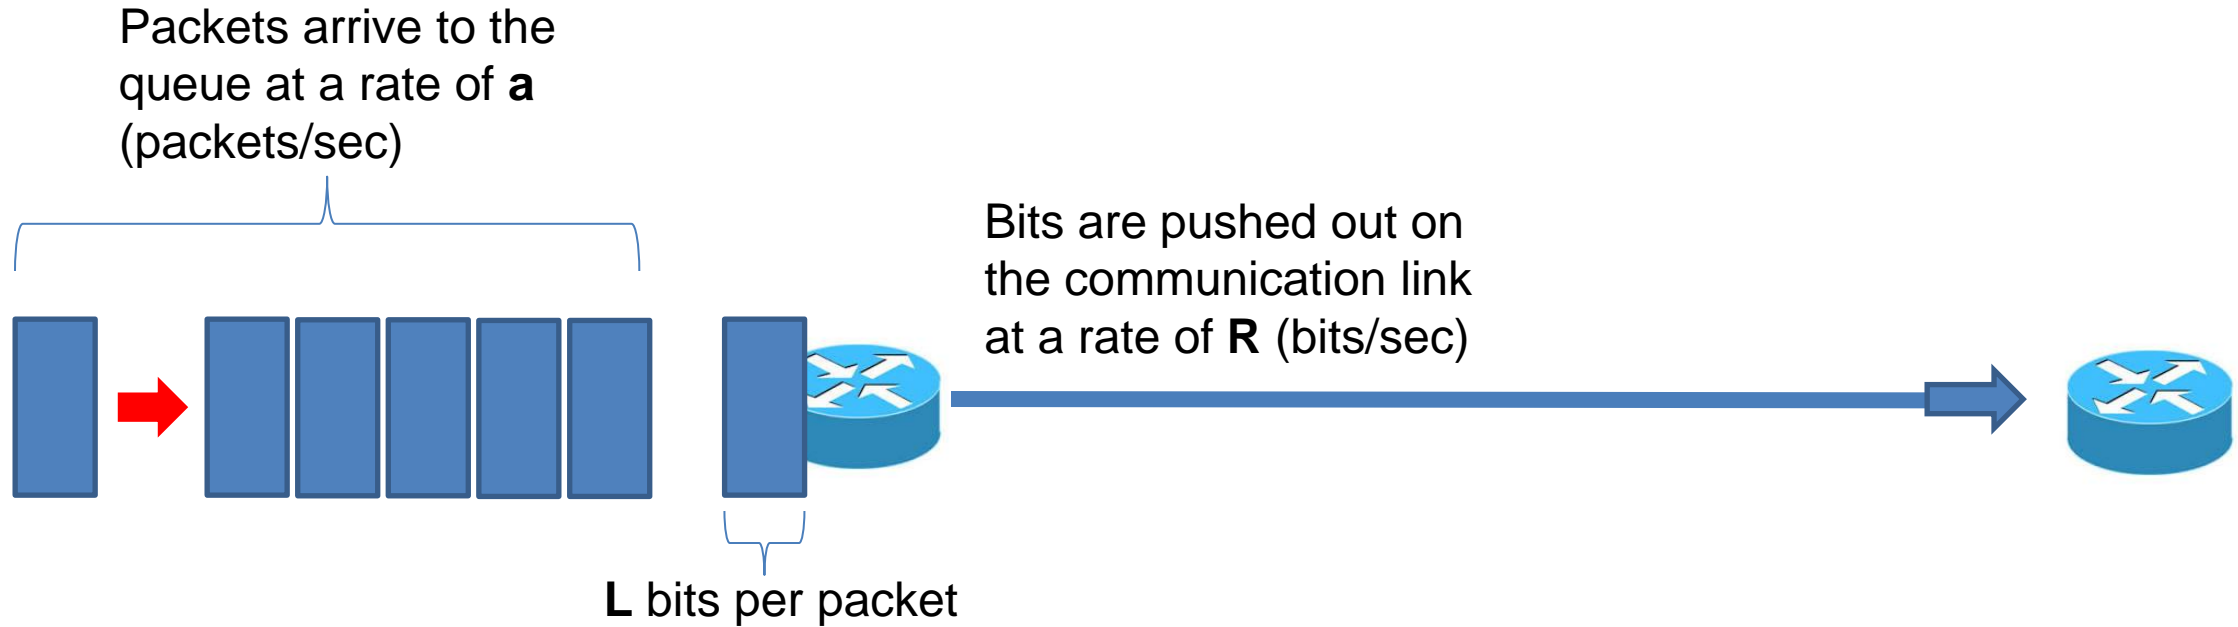 Packets arrive to the
queue at a rate of a
(packets/sec)
Bits are pushed out on
the communication link
at a rate of R (bits/sec)
L bits per packet